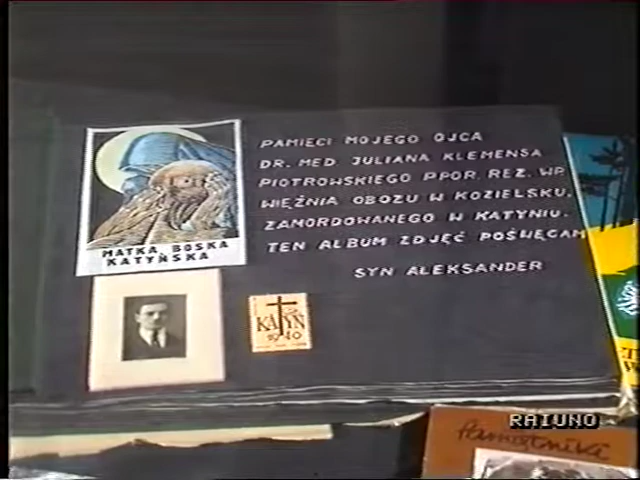 PAMIĘCI MOJEGO OJCA
DR. MED JULIANA KLEMENSA
PIOTROWSKIEGO PPOR. REZ. WP.
WIĘŹNIA OBOZU W KOZIELSKU.
ZAMORDOWANEGO W KATYNIU.
TEN ALBUM ZDJĘĆ POŚWIĘCAM
SYN ALEKSANDER
MATKA BOSKA
KATYŃSKA
KATYŃ
1940
RAIUNO
Pamiętniki